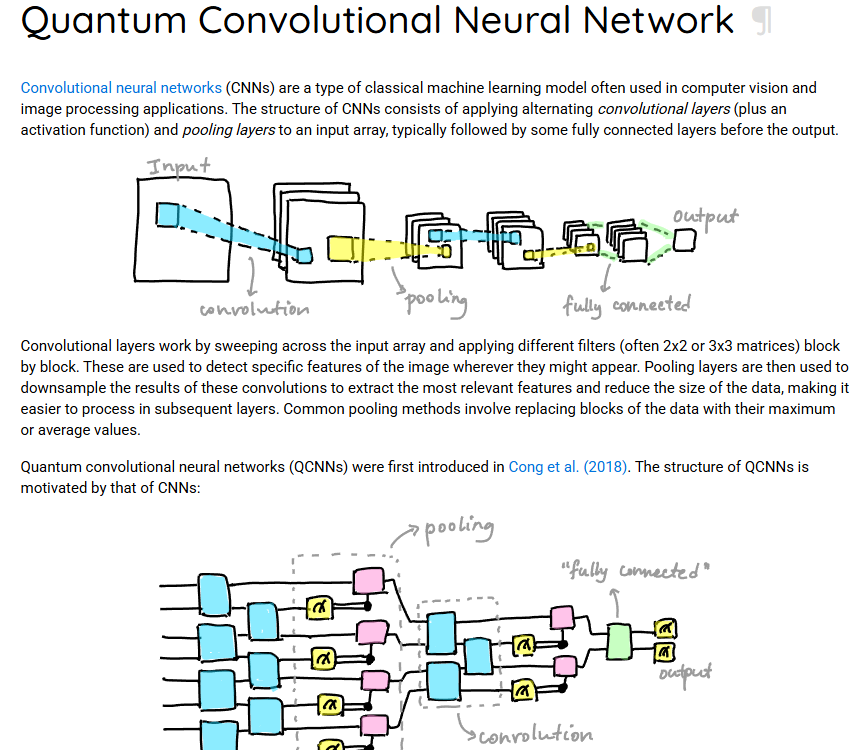 Quantum Convolutional Neural Network ¶
Convolutional neural networks (CNNs) are a type of classical machine learning model often used in computer vision and
image processing applications. The structure of CNNs consists of applying alternating convolutional layers (plus an
activation function) and pooling layers to an input array, typically followed by some fully connected layers before the output.
Input
output
convolution
pooling
fully connected
Convolutional layers work by sweeping across the input array and applying different filters (often 2x2 or 3x3 matrices) block
by block. These are used to detect specific features of the image wherever they might appear. Pooling layers are then used to
downsample the results of these convolutions to extract the most relevant features and reduce the size of the data, making it
easier to process in subsequent layers. Common pooling methods involve replacing blocks of the data with their maximum
or average values.
Quantum convolutional neural networks (QCNNs) were first introduced in Cong et al. (2018). The structure of QCNNs is
motivated by that of CNNs:
pooling
"fully connected"
output
convolution